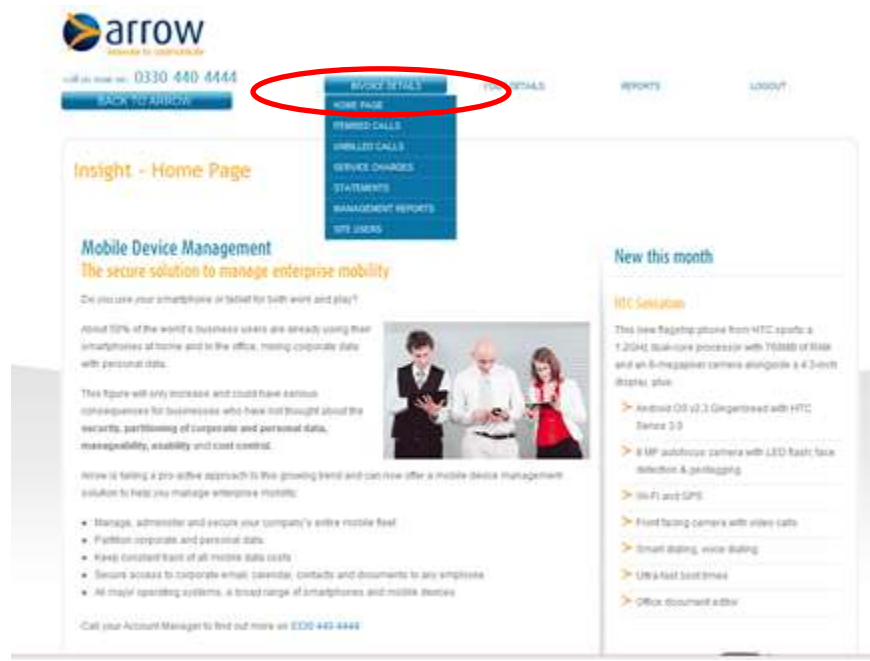 arrow
0330 440 4444
BACK TO ARROW
INVOICE DETAILS
DETAILS
REPORTS
LOGOUT
HOME PAGE
ITEMISED CALLS
UNBILLED CALLS
SERVICE CHARGES
STATEMENTS
MANAGEMENT REPORTS
SITE USERS
Insight - Home Page
Mobile Device Management
The secure solution to manage enterprise mobility
Do you use your smartphone or tablet for both work and play?
About 50% of the world's business users are already using their
smartphones at home and in the office, mixing corporate data
with personal data.
This figure will only increase and could have serious
consequences for businesses who have not thought about the
security, partitioning of corporate and personal data,
manageability, usability and cost control.
Arrow is taking a pro-active approach to this growing trend and can now offer a mobile device management
solution to help you manage enterprise mobility:
Manage, administer and secure your company's entire mobile fleet
Partition corporate and personal data
Keep constant track of all mobile data costs
Secure access to corporate email, calendar, contacts and documents to any employee
All major operating systems, a broad range of smartphones and mobile devices
Call your Account Manager to find out more on 0330 440 4444
New this month
HTC Sensation
This new flagship phone from HTC sports a
1.2GHz dual-core processor with 768MB of RAM
and an 8-megapixel camera alongside a 4.3-inch
display, plus:
Android OS v2.3 Gingerbread with HTC
Sense 3.0
8 MP autofocus camera with LED flash, face
detection & geotagging
Wi-Fi and GPS
Front facing camera with video calls
Smart dialing, voice dialing
Ultra-fast boot times
Office document editor